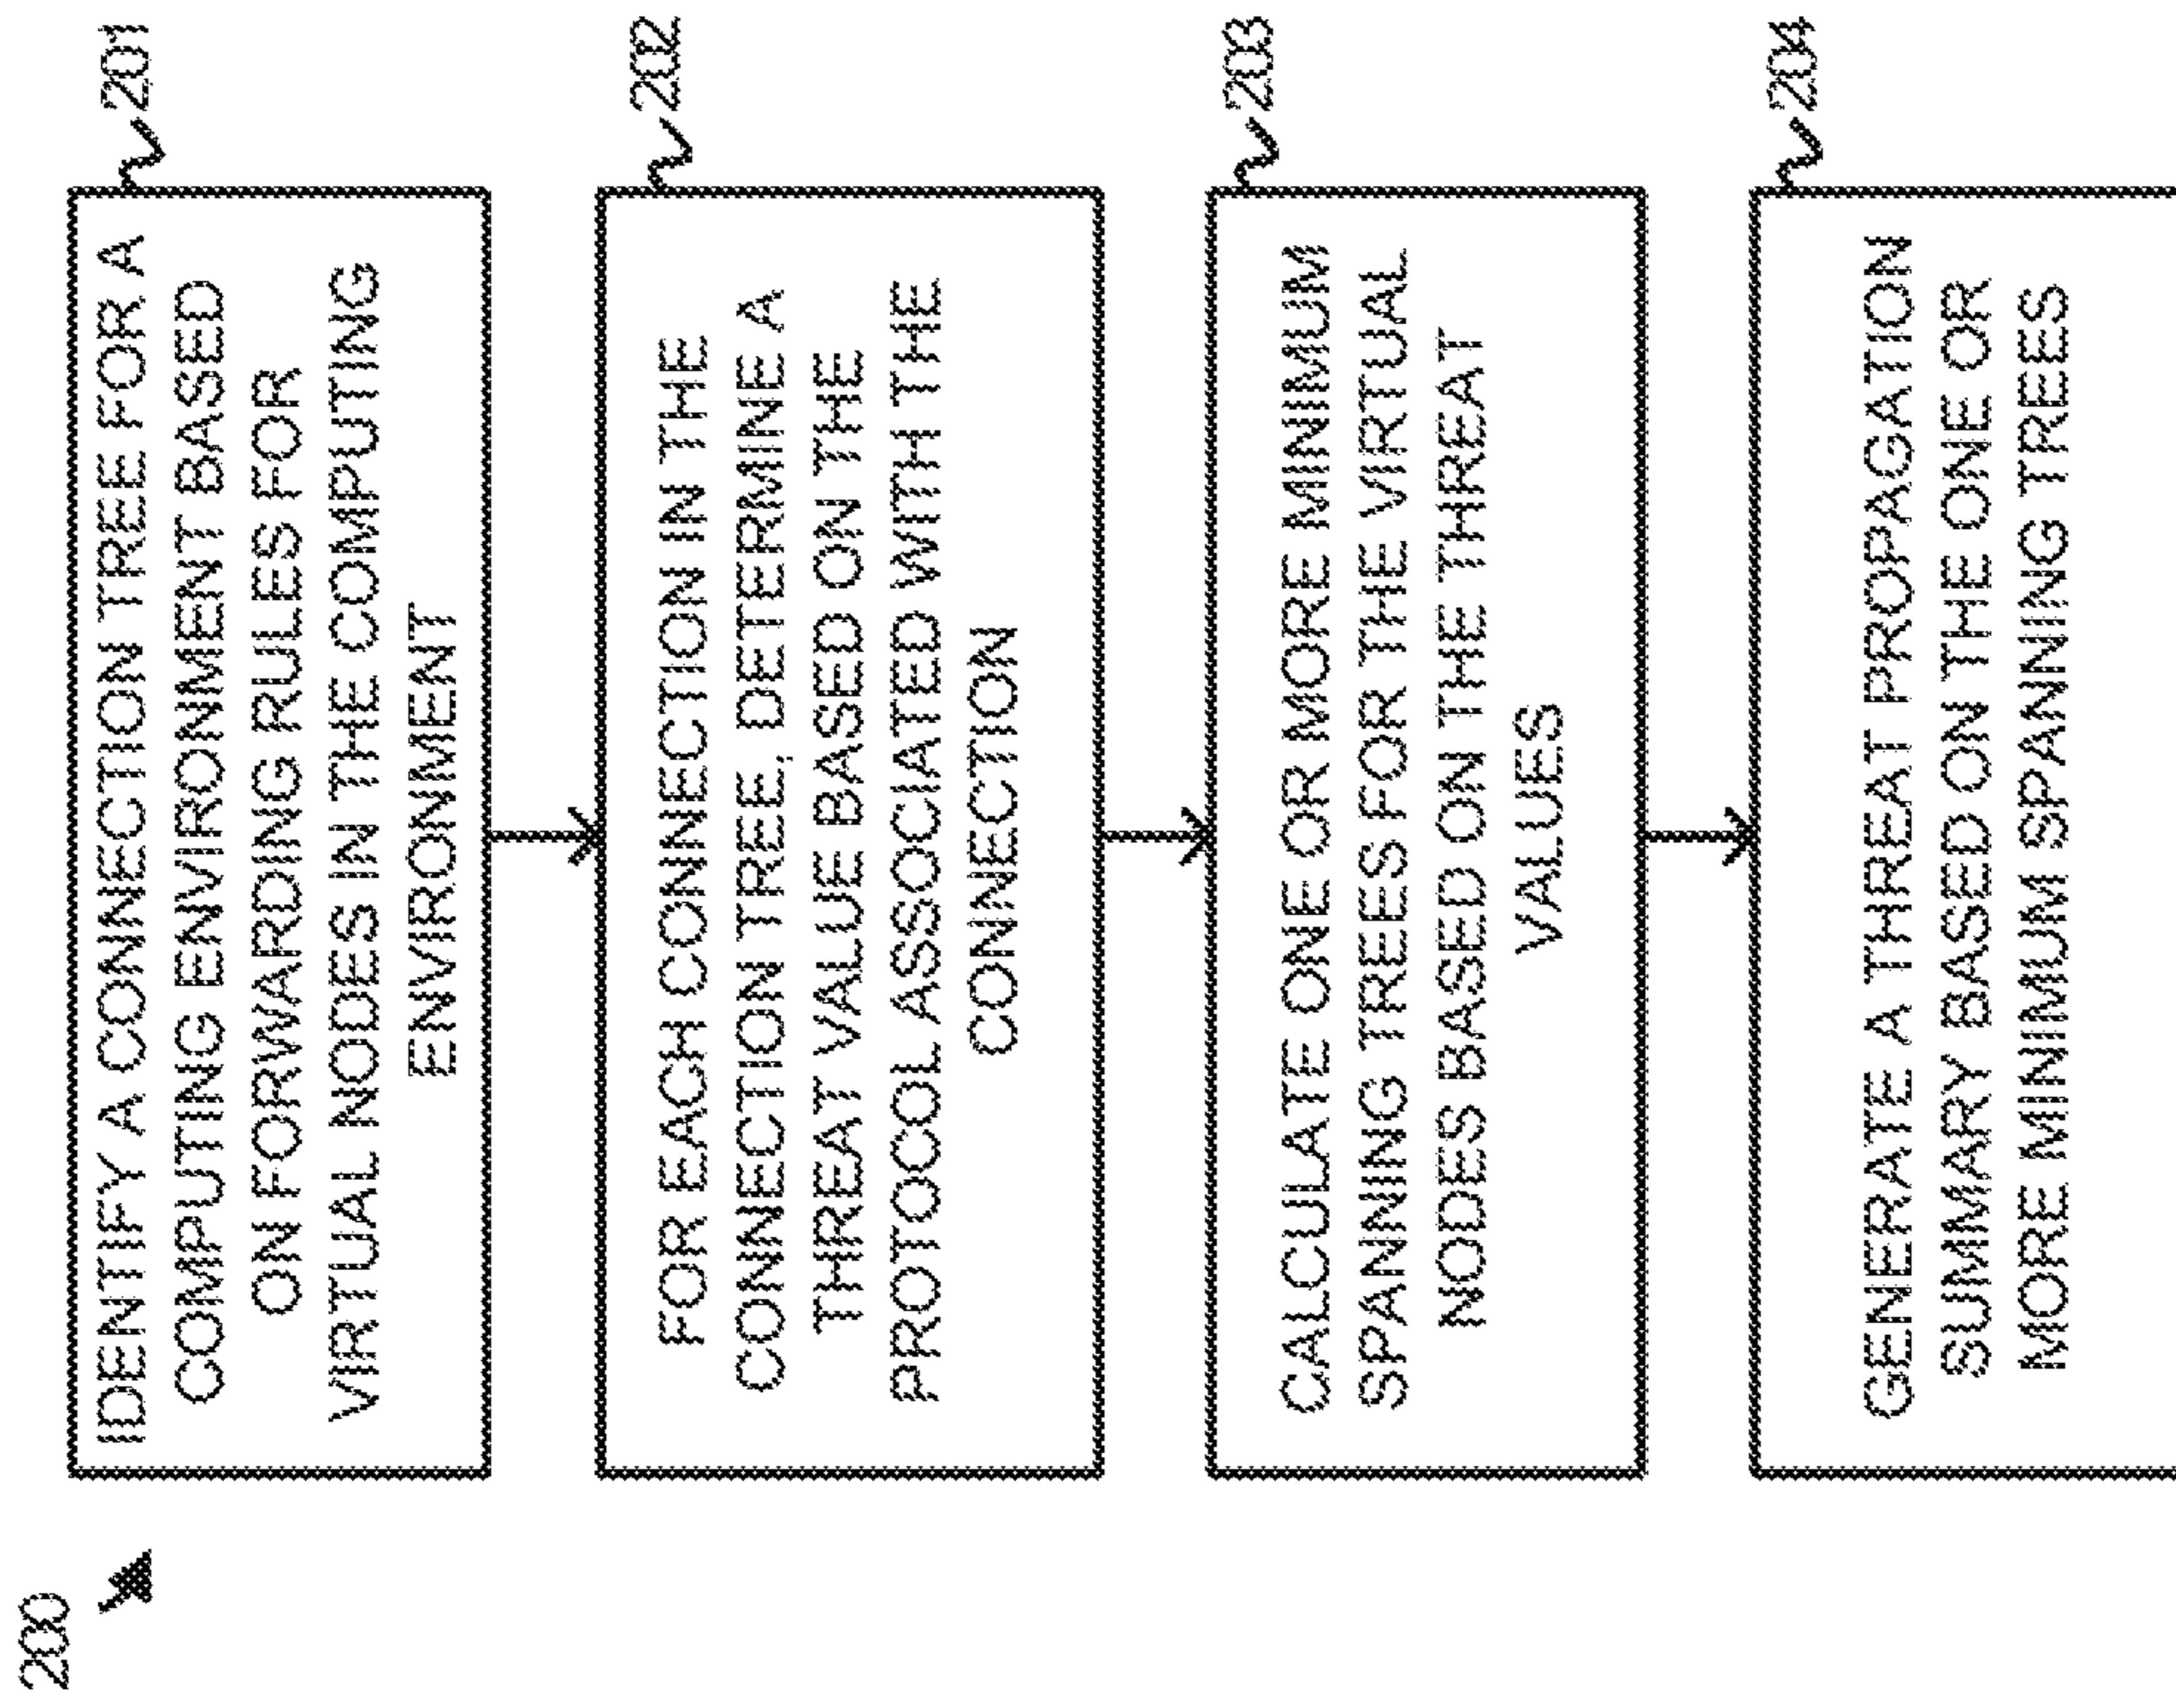 200
201
IDENTIFY A CONNECTION TREE FOR A
COMPUTING ENVIRONMENT BASED
ON FORWARDING RULES FOR
VIRTUAL NODES IN THE COMPUTING
ENVIRONMENT
202
FOR EACH CONNECTION IN THE
CONNECTION TREE, DETERMINE A
THREAT VALUE BASED ON THE
PROTOCOL ASSOCIATED WITH THE
CONNECTION
203
CALCULATE ONE OR MORE MINIMUM
SPANNING TREES FOR THE VIRTUAL
NODES BASED ON THE THREAT
VALUES
204
GENERATE A THREAT PROPAGATION
SUMMARY BASED ON THE ONE OR
MORE MINIMUM SPANNING TREES